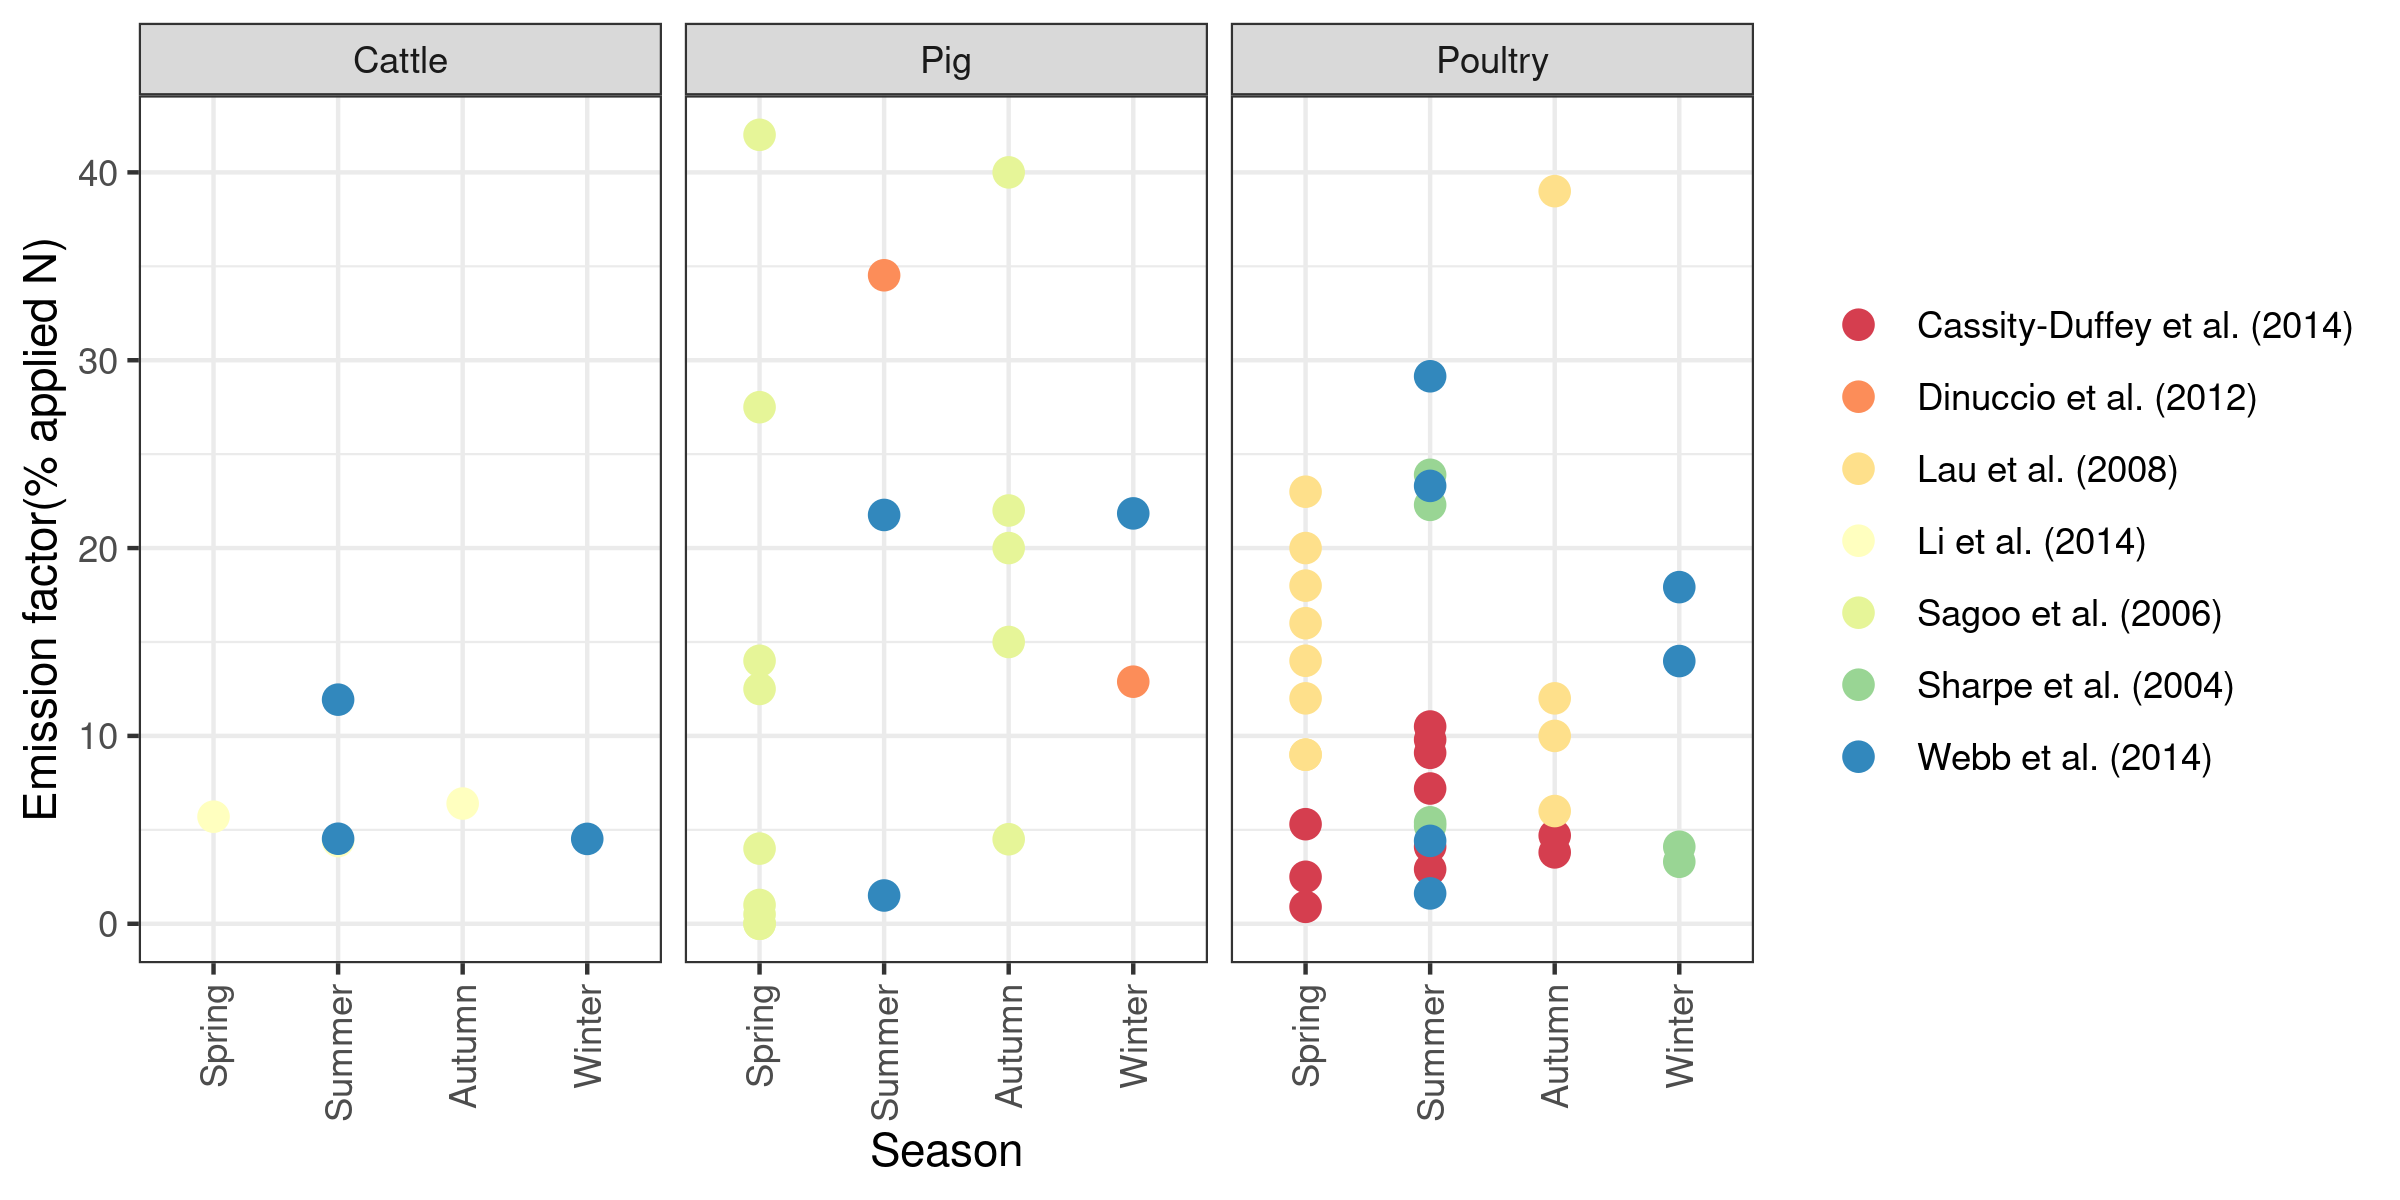 Cattle
Pig
Poultry
Emission factor(% applied N)
40
30
20
10
0
Spring
Summer
Autumn
Winter
Spring
Summer
Autumn
Winter
Spring
Summer
Autumn
Winter
Season
Cassity-Duffey et al. (2014)
Dinuccio et al. (2012)
Lau et al. (2008)
Li et al. (2014)
Sagoo et al. (2006)
Sharpe et al. (2004)
Webb et al. (2014)